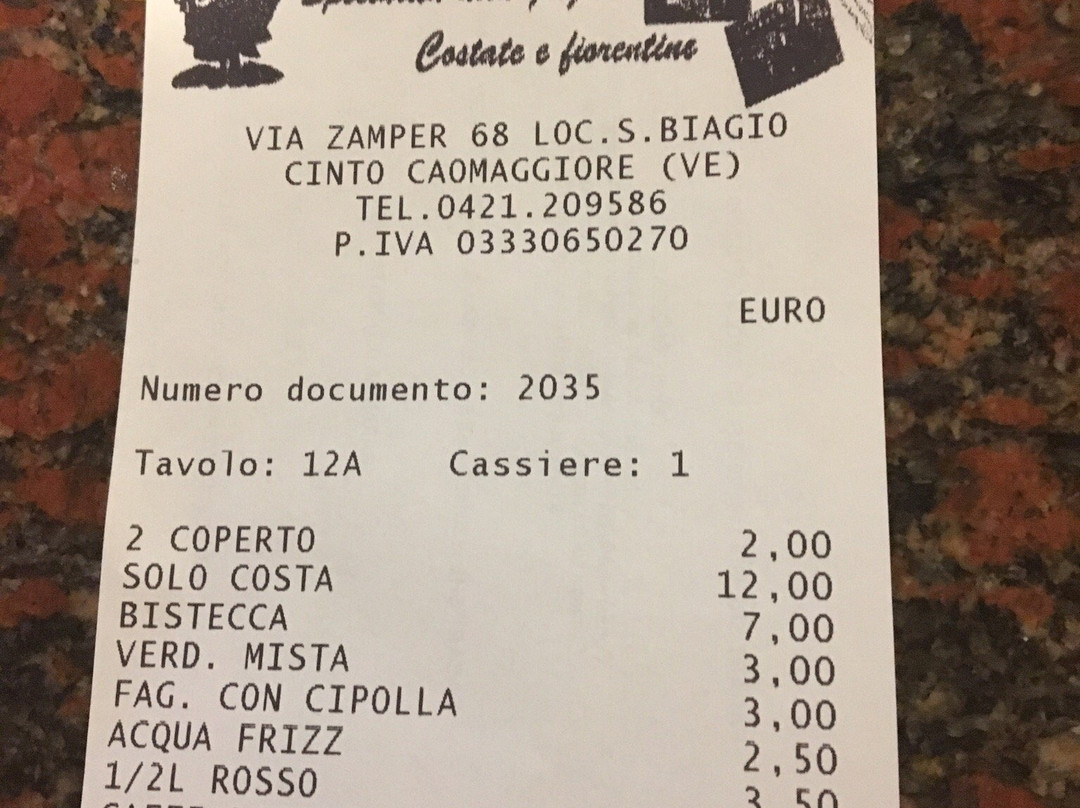 Costate e fiorentine
VIA ZAMPER 68 LOC.S.BIAGIO
CINTO CAOMAGGIORE (VE)
TEL.0421.209586
P.IVA 03330650270
EURO
Numero documento: 2035
Tavolo: 12A Cassiere: 1
2 COPERTO 2,00
SOLO COSTA 12,00
BISTECCA 7,00
VERD. MISTA 3,00
FAG. CON CIPOLLA 3,00
ACQUA FRIZZ 2,50
1/2L ROSSO 3,50